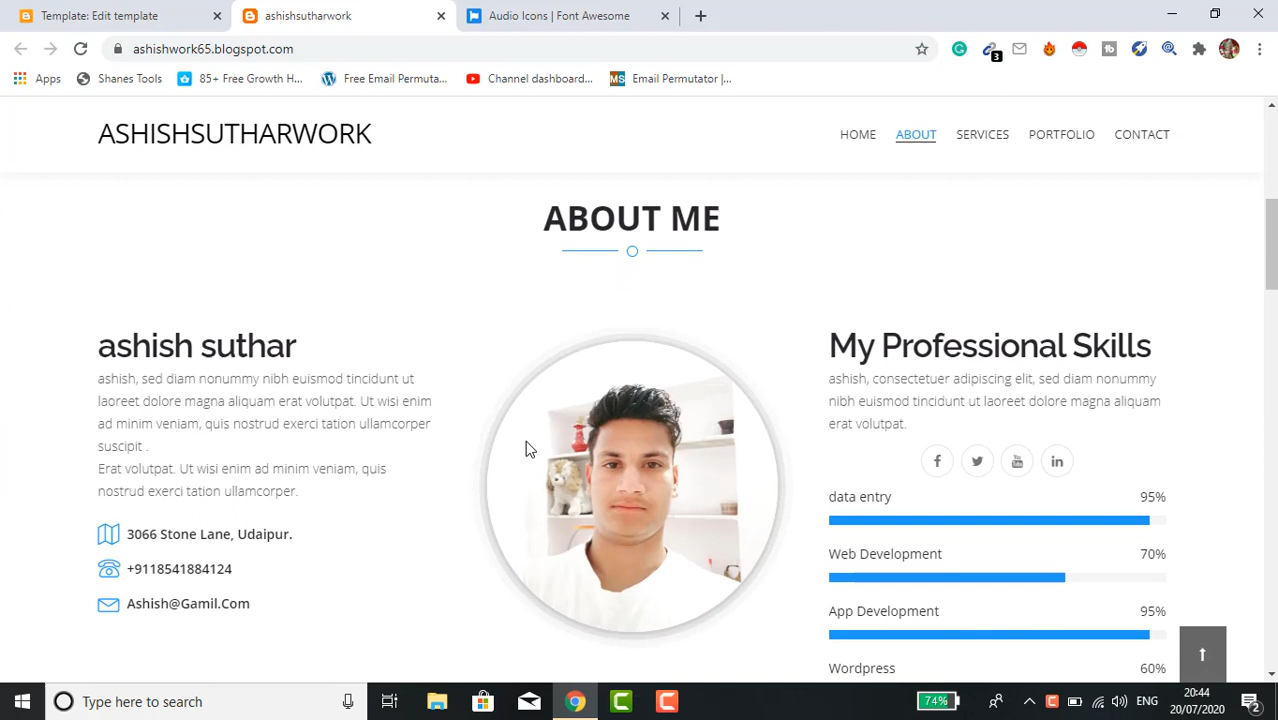 Template: Edit template
ashishsutharwork
Audio Icons | Font Awesome
ashishwork65.blogspot.com
3
Apps
Shanes Tools
85+ Free Growth H...
Free Email Permuta...
Channel dashboard...
MS
Email Permutator |...
ASHISHSUTHARWORK
HOME
ABOUT
SERVICES
PORTFOLIO
CONTACT
ABOUT ME
ashish suthar
ashish, sed diam nonummy nibh euismod tincidunt ut
laoreet dolore magna aliquam erat volutpat. Ut wisi enim
ad minim veniam, quis nostrud exerci tation ullamcorper
suscipit .
Erat volutpat. Ut wisi enim ad minim veniam, quis
nostrud exerci tation ullamcorper.
3066 Stone Lane, Udaipur.
+9118541884124
Ashish@Gamil.Com
My Professional Skills
ashish, consectetuer adipiscing elit, sed diam nonummy
nibh euismod tincidunt ut laoreet dolore magna aliquam
erat volutpat.
data entry 95%
Web Development 70%
App Development 95%
Wordpress 60%
Type here to search
74%
ENG
20:44
20/07/2020
2